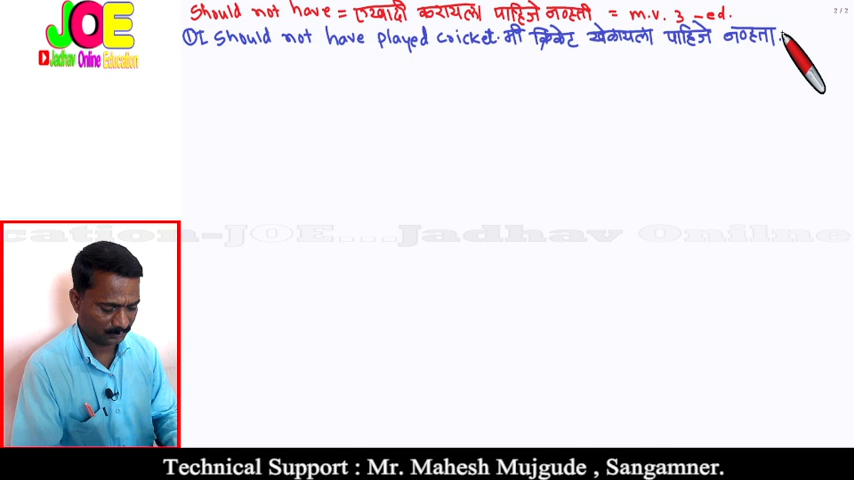 JOE
Jadhav Online Education
Should not have = एखादी करायला पाहिजे नव्हती = m.v. 3 -ed.
2/2
① I should not have played cricket. मी क्रिकेट खेळायला पाहिजे नव्हता.
cation-JOE...Jadhav Online
Technical Support : Mr. Mahesh Mujgude , Sangamner.